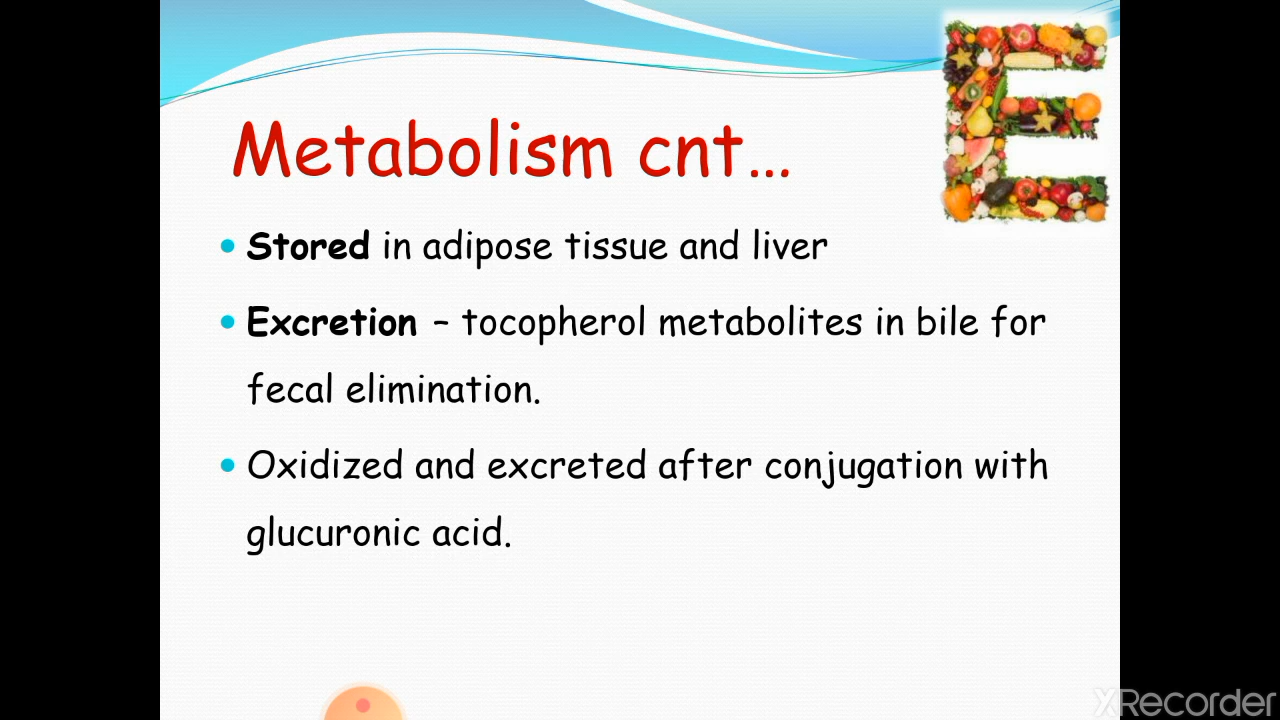 E
Metabolism cnt...
• Stored in adipose tissue and liver
• Excretion – tocopherol metabolites in bile for
fecal elimination.
• Oxidized and excreted after conjugation with
glucuronic acid.
XRecorder